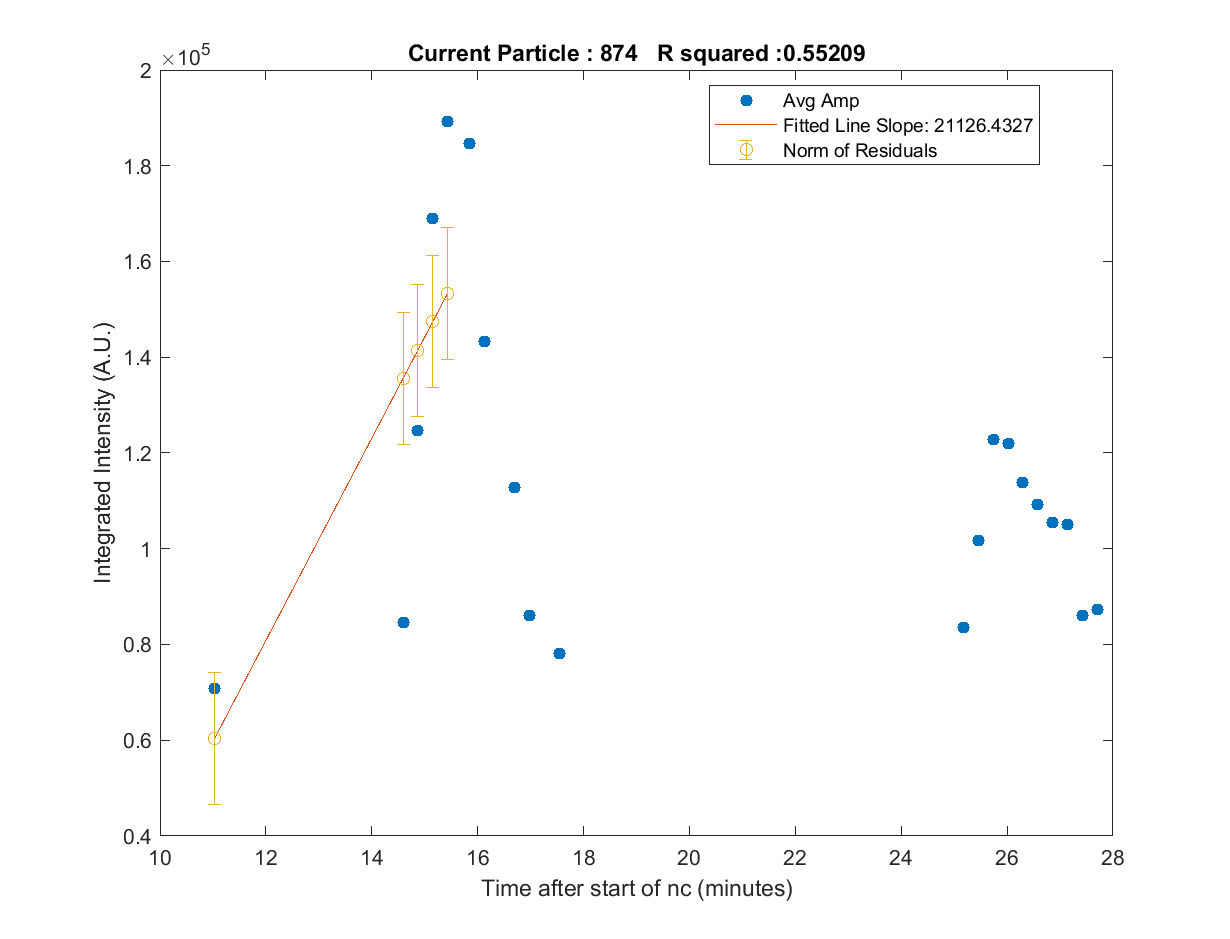 Current Particle : 874   R squared :0.55209
×10^5
2
1.8
1.6
1.4
1.2
1
0.8
0.6
0.4
Integrated Intensity (A.U.)
Avg Amp
Fitted Line Slope: 21126.4327
Norm of Residuals
10 12 14 16 18 20 22 24 26 28
Time after start of nc (minutes)